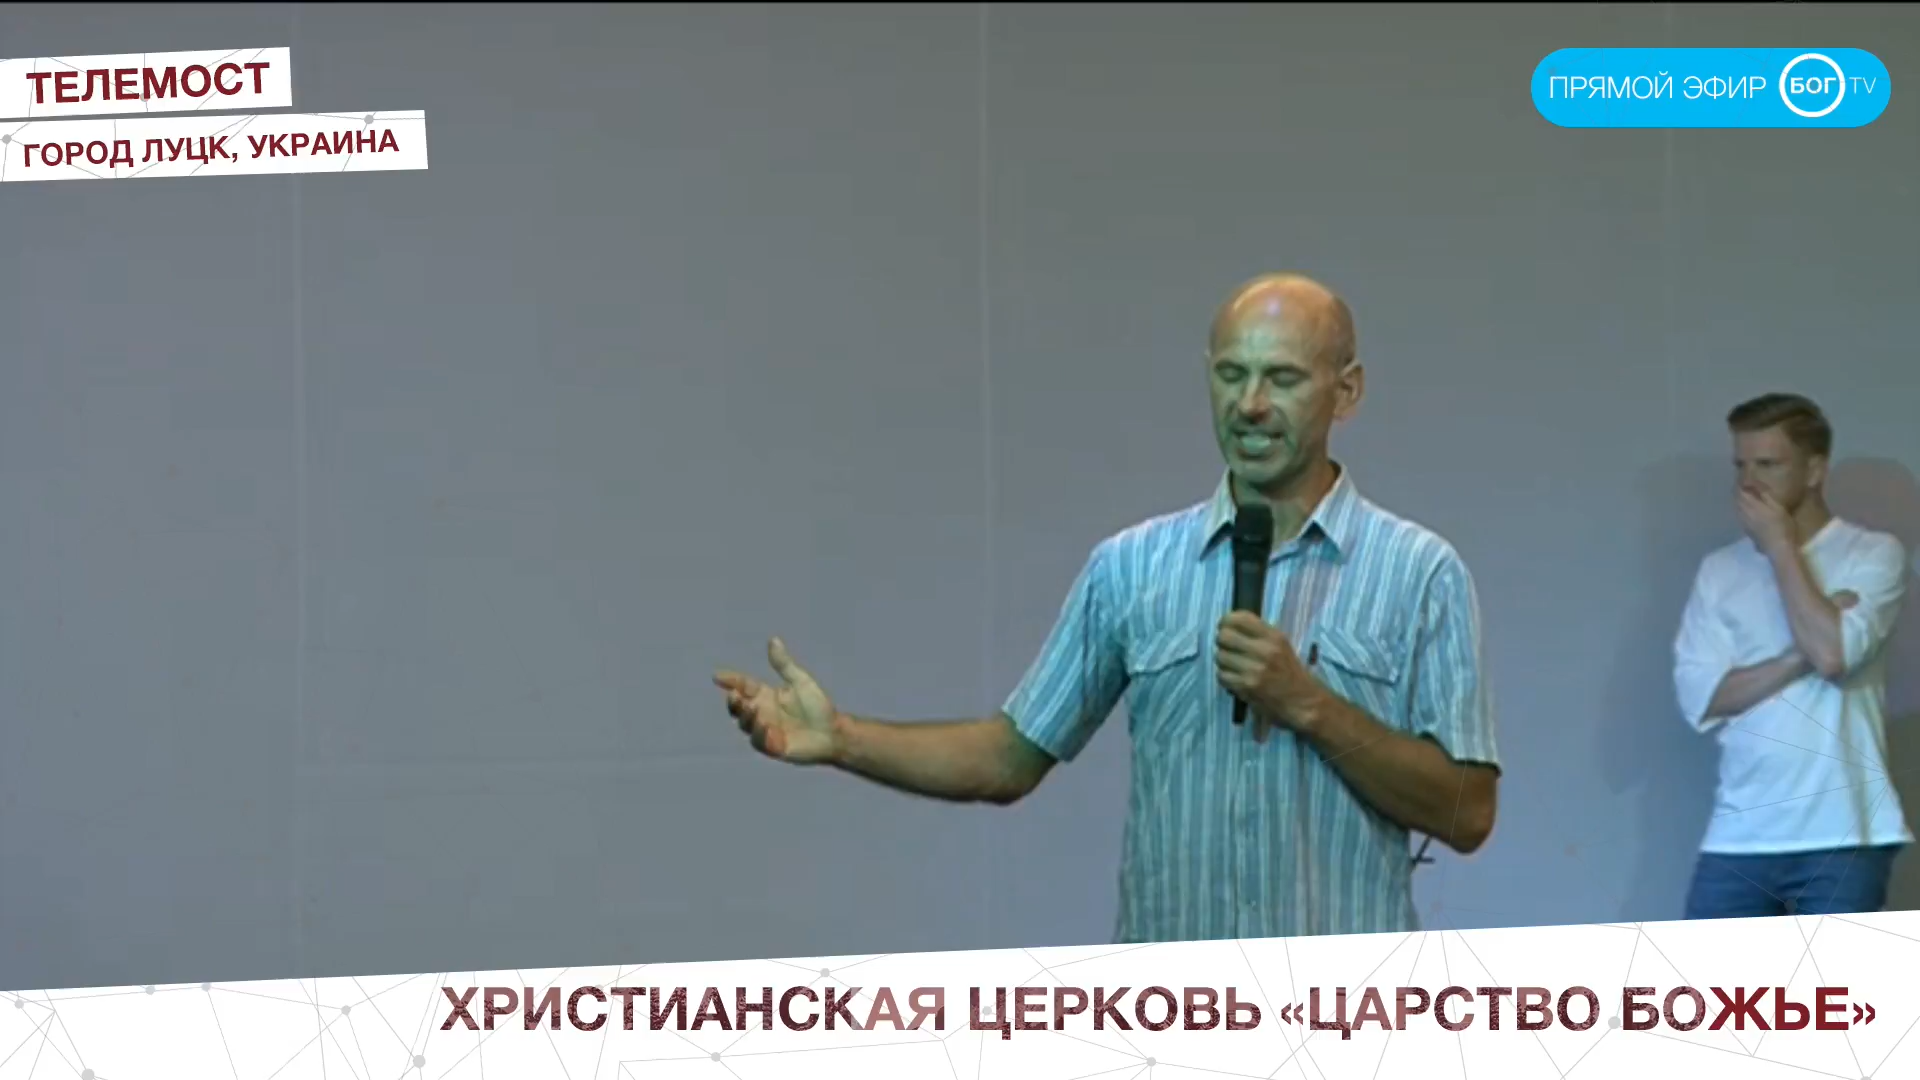 ТЕЛЕМОСТ
ГОРОД ЛУЦК, УКРАИНА
ПРЯМОЙ ЭФИР БОГ TV
ХРИСТИАНСКАЯ ЦЕРКОВЬ «ЦАРСТВО БОЖЬЕ»